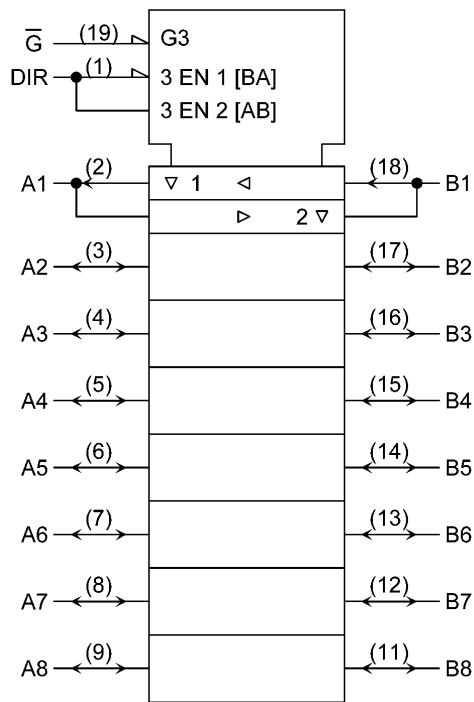 G̅ (19) G3
DIR (1) 3 EN 1 [BA]
3 EN 2 [AB]
A1 (2) ▽ 1 ◁ (18) B1
▷ 2 ▽
A2 (3) (17) B2
A3 (4) (16) B3
A4 (5) (15) B4
A5 (6) (14) B5
A6 (7) (13) B6
A7 (8) (12) B7
A8 (9) (11) B8